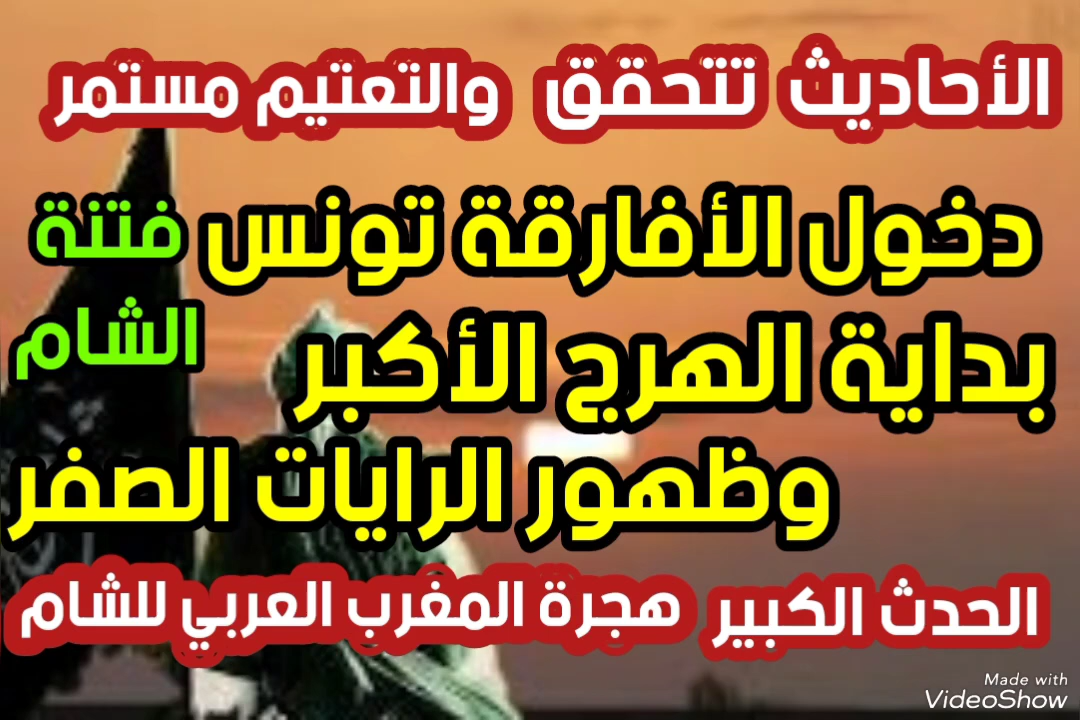 الأحاديث تتحقق والتعتيم مستمر
دخول الأفارقة تونس فتنة
الشام
بداية الهرج الأكبر
وظهور الرايات الصفر
الحدث الكبير هجرة المغرب العربي للشام
Made with
VideoShow